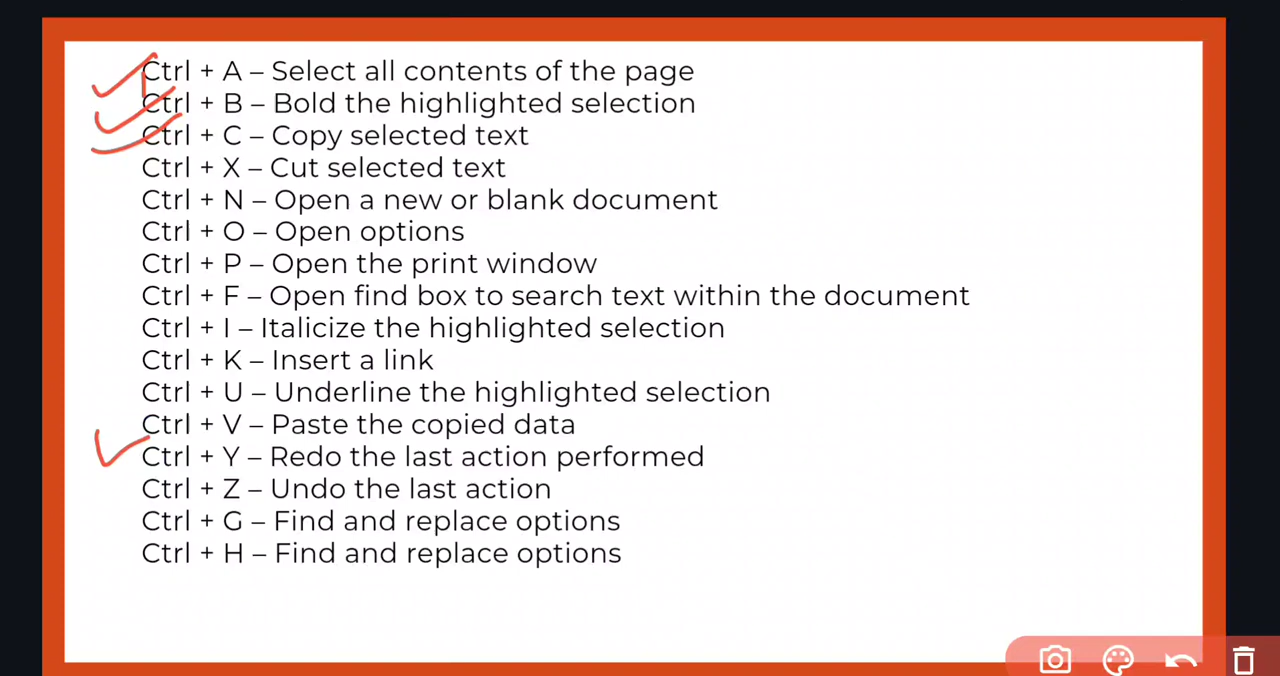 Ctrl + A – Select all contents of the page
Ctrl + B – Bold the highlighted selection
Ctrl + C – Copy selected text
Ctrl + X – Cut selected text
Ctrl + N – Open a new or blank document
Ctrl + O – Open options
Ctrl + P – Open the print window
Ctrl + F – Open find box to search text within the document
Ctrl + I – Italicize the highlighted selection
Ctrl + K – Insert a link
Ctrl + U – Underline the highlighted selection
Ctrl + V – Paste the copied data
Ctrl + Y – Redo the last action performed
Ctrl + Z – Undo the last action
Ctrl + G – Find and replace options
Ctrl + H – Find and replace options